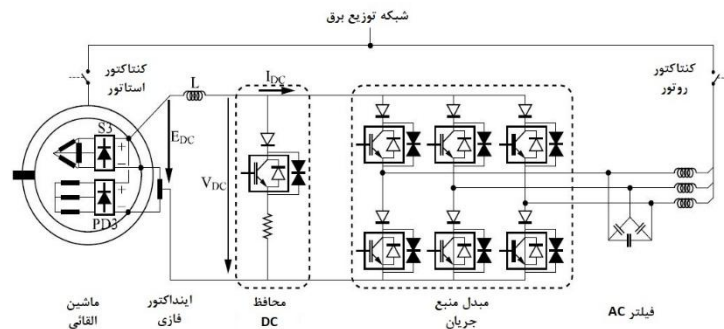 شبکه توزیع برق
کنتاکتور
استاتور
کنتاکتور
روتور
L
I_DC
S3
+
−
E_DC
V_DC
+
−
PD3
ماشین
القائی
اینداکتور
فازی
محافظ
DC
مبدل منبع
جریان
فیلتر AC